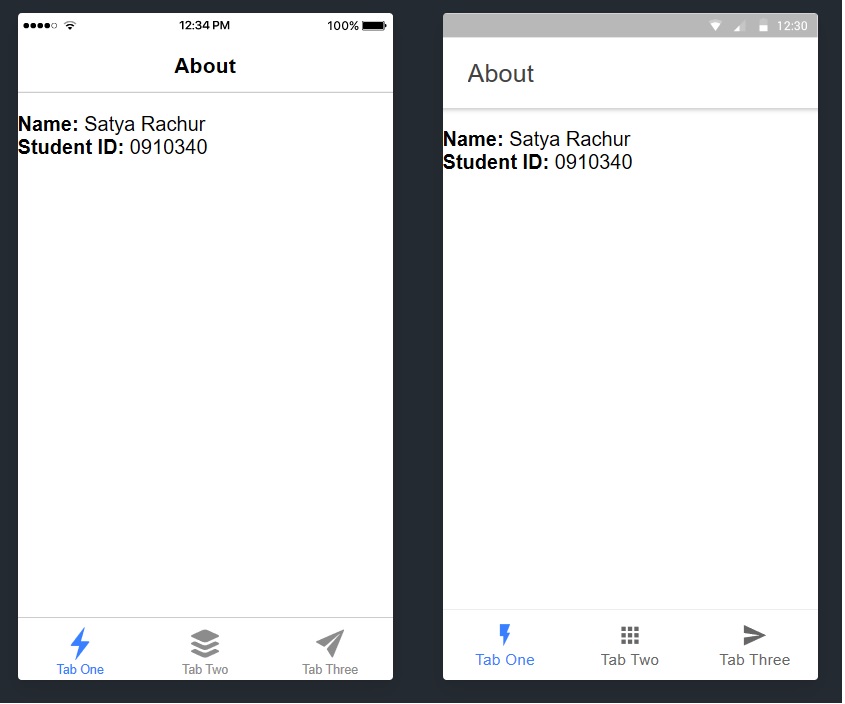 12:34 PM 100%
About
Name: Satya Rachur
Student ID: 0910340
Tab One Tab Two Tab Three
12:30
About
Name: Satya Rachur
Student ID: 0910340
Tab One Tab Two Tab Three